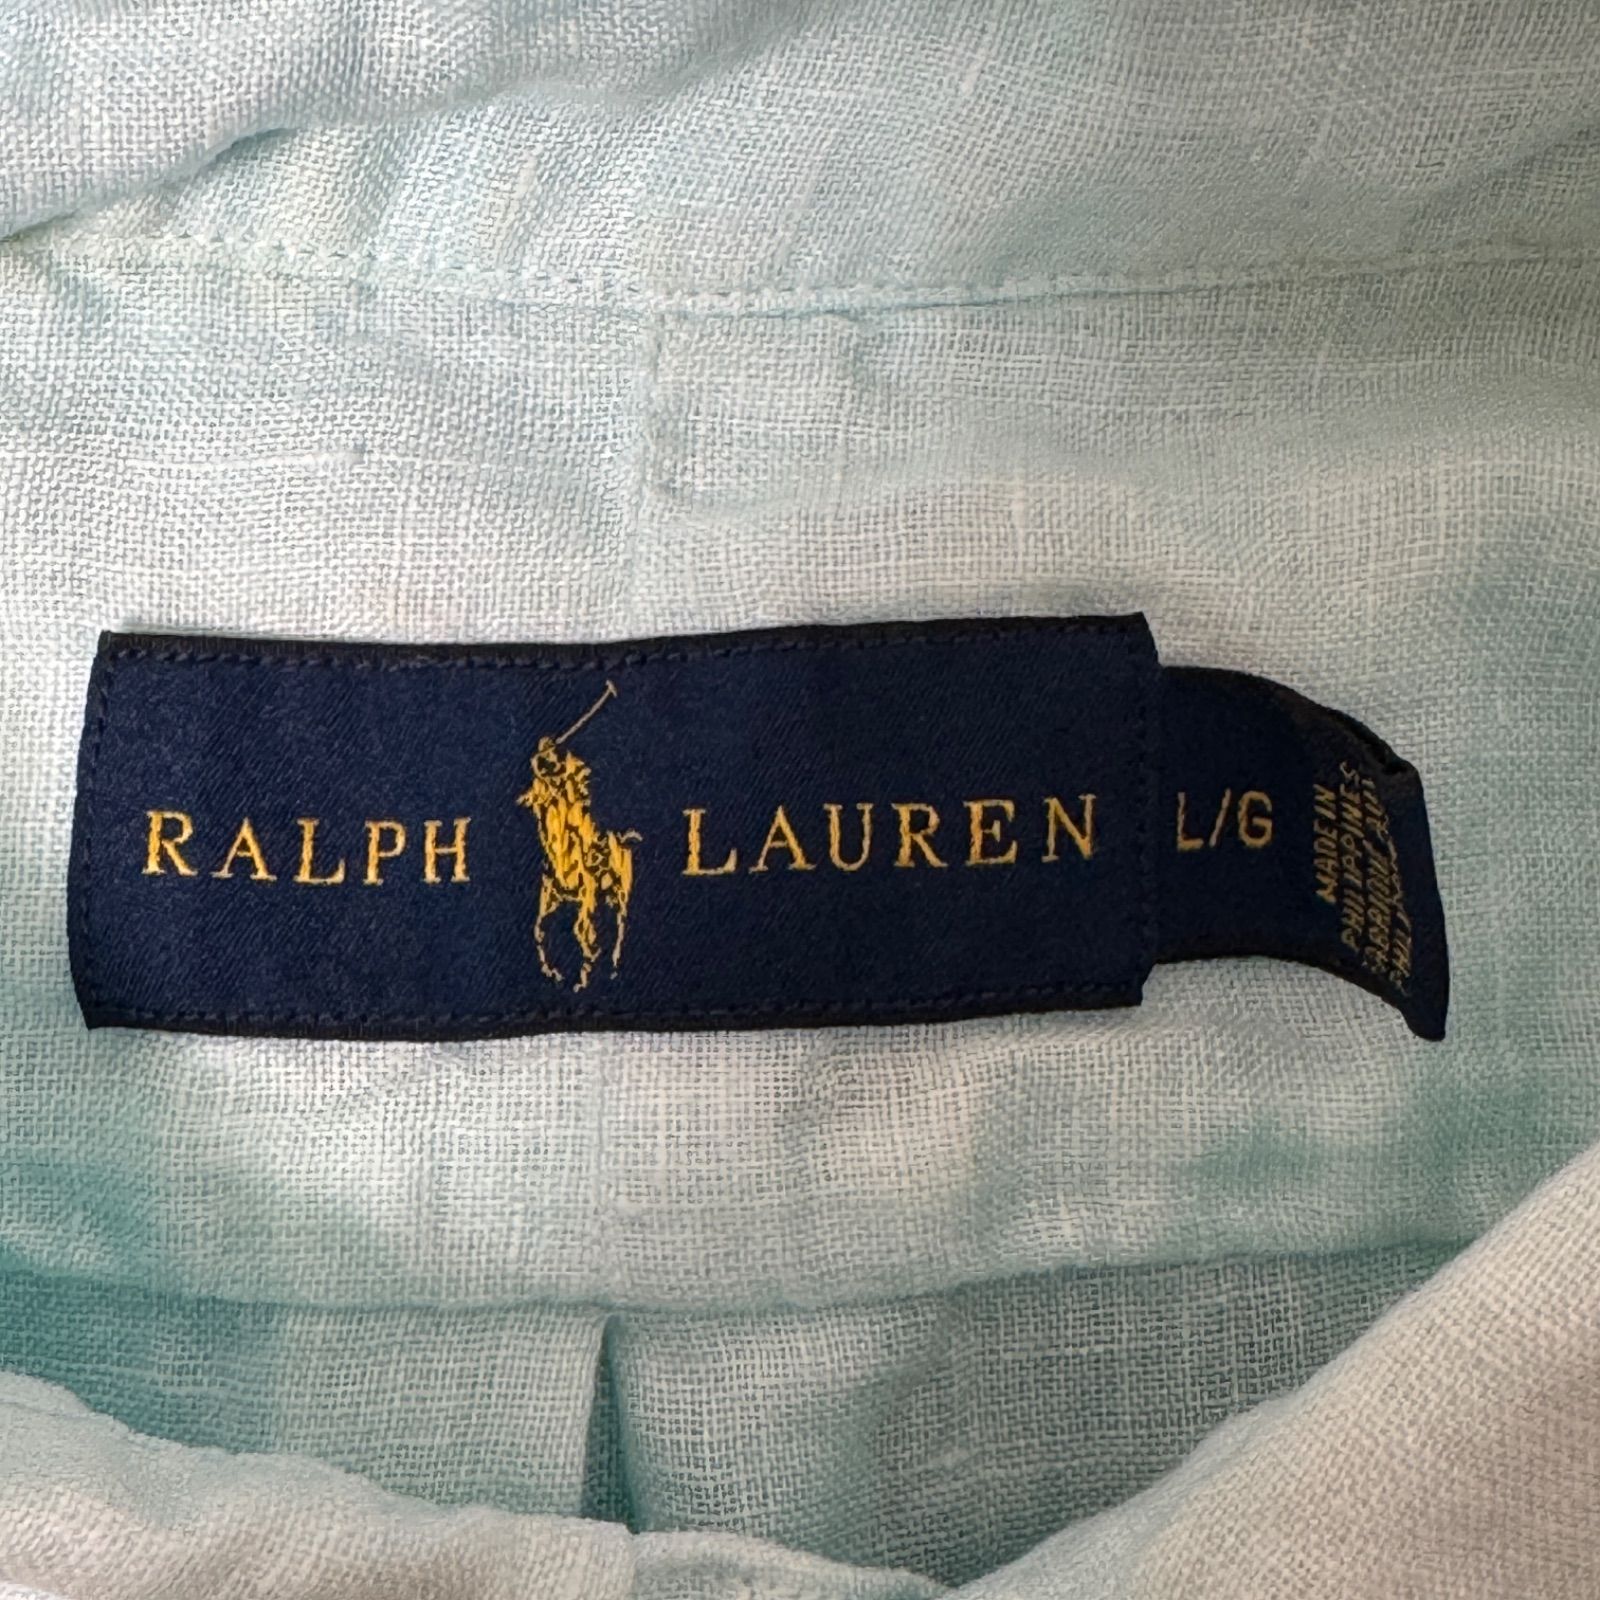 RALPH LAUREN
L/G
MADE IN
PHILIPPINES